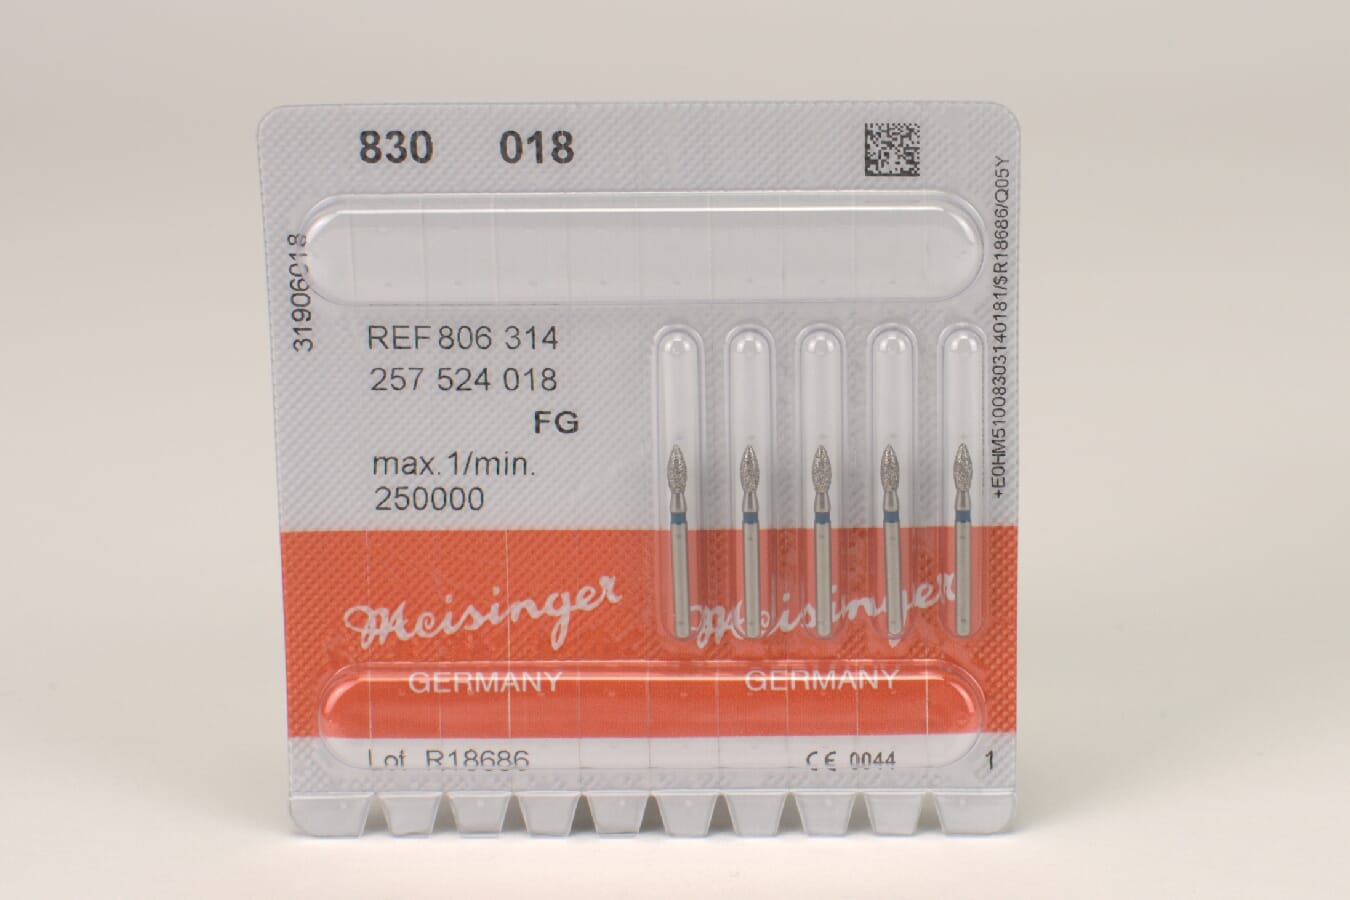 830 018
31906018
REF 806 314
257 524 018
FG
max. 1/min.
250000
+E0HM51008303140181/$R18686/Q05Y
Meisinger Meisinger
GERMANY GERMANY
Lot R18686
CE 0044
1